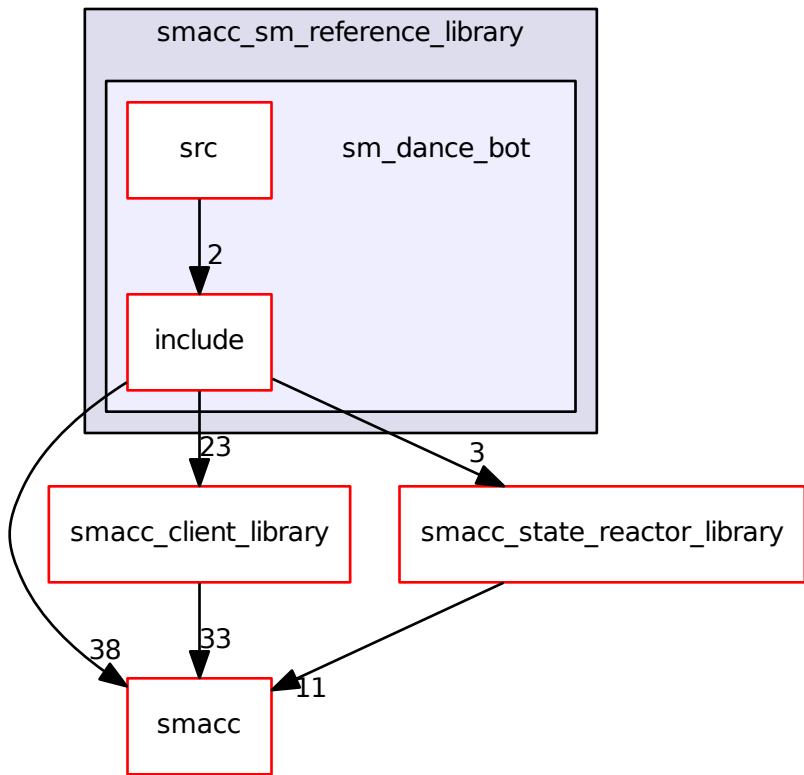 smacc_sm_reference_library
src
sm_dance_bot
2
include
23
3
smacc_client_library
smacc_state_reactor_library
38
33
11
smacc